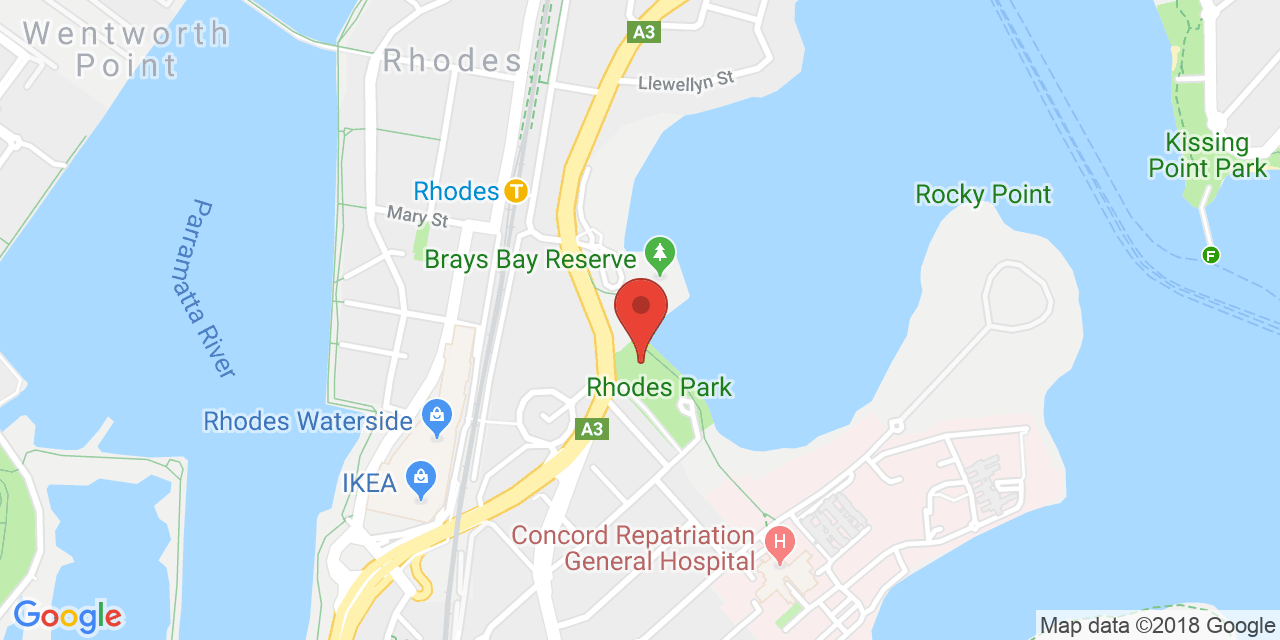 Wentworth
Point
Rhodes
A3
Llewellyn St
Kissing
Point Park
Rhodes
T
Mary St
Rocky Point
Parramatta River
Brays Bay Reserve
F
Rhodes Park
Rhodes Waterside
A3
IKEA
Concord Repatriation
General Hospital
H
Google
Map data ©2018 Google